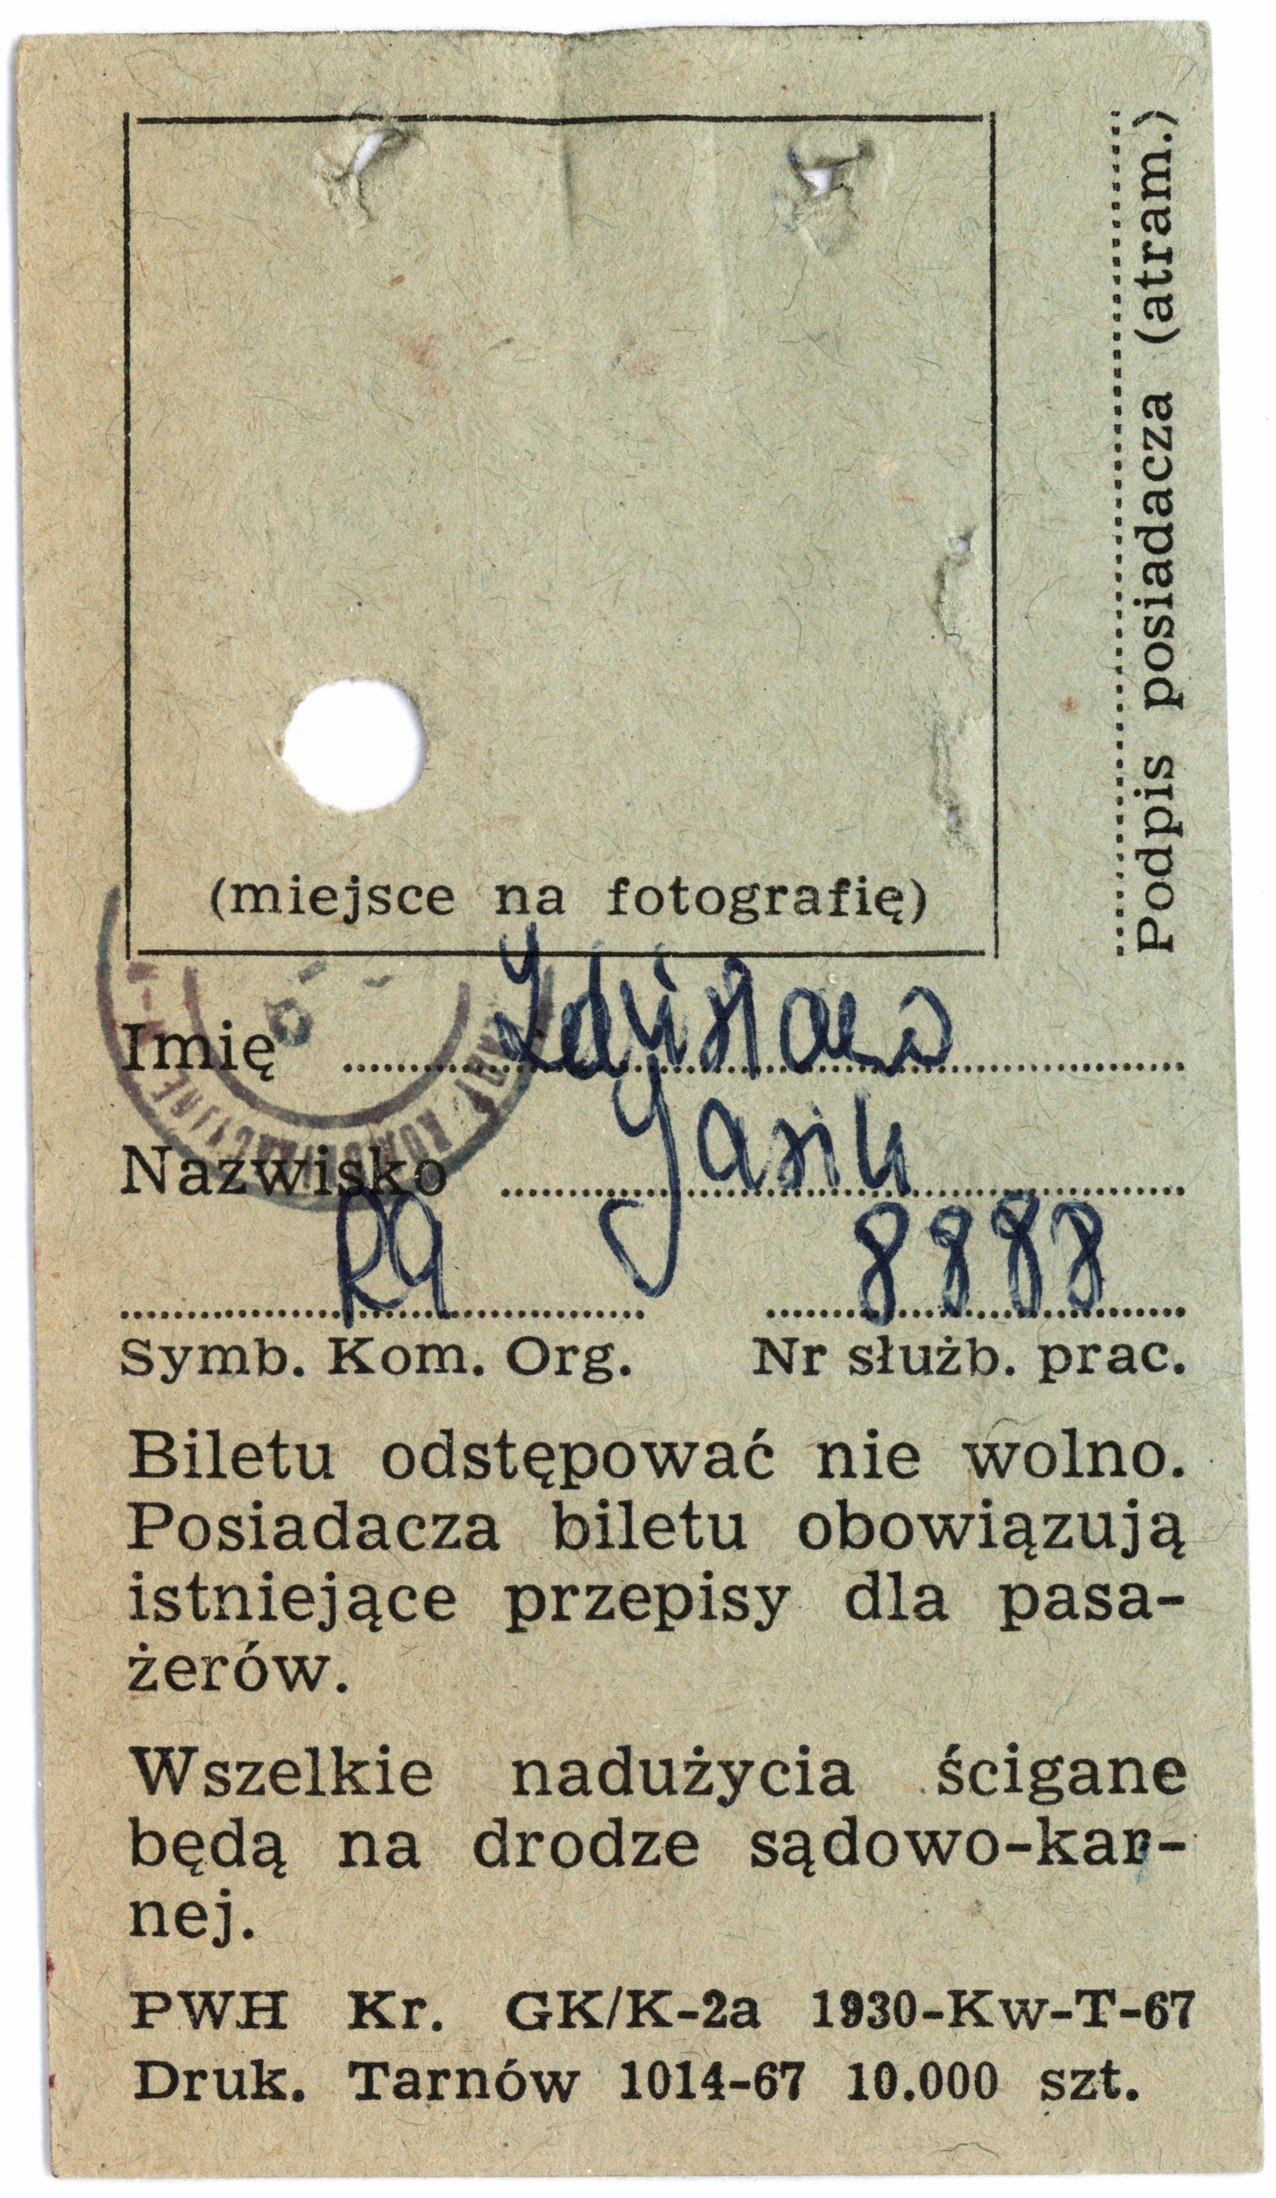 (miejsce na fotografię)
Podpis posiadacza (atram.)
Imię Zdzisław
Nazwisko Jasik
R9 8888
Symb. Kom. Org. Nr służb. prac.
Biletu odstępować nie wolno.
Posiadacza biletu obowiązują
istniejące przepisy dla pasa-
żerów.
Wszelkie nadużycia ścigane
będą na drodze sądowo-kar-
nej.
PWH Kr. GK/K-2a 1930-Kw-T-67
Druk. Tarnów 1014-67 10.000 szt.